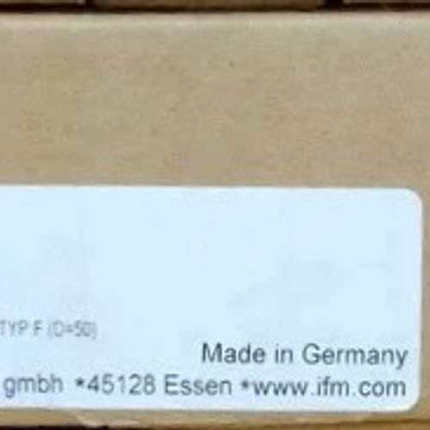 TYP F (D=50)
Made in Germany
gmbh *45128 Essen *www.ifm.com